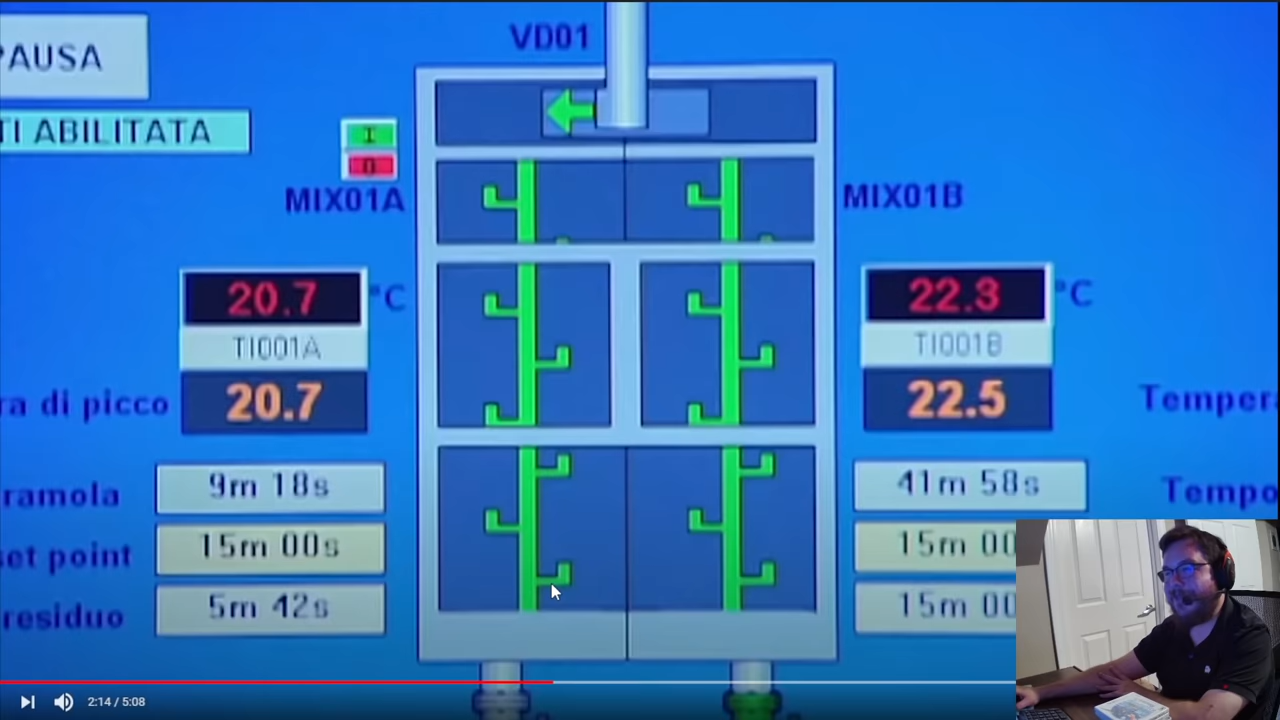 VD01
PAUSA
TI ABILITATA
I
0
MIX01A
MIX01B
20.7 °C
22.3 °C
TI001A
TI001B
ra di picco
20.7
22.5
Tempera
ramola
9m 18s
41m 58s
Tempo
set point
15m 00s
15m 00
residuo
5m 42s
15m 00
2:14 / 5:08